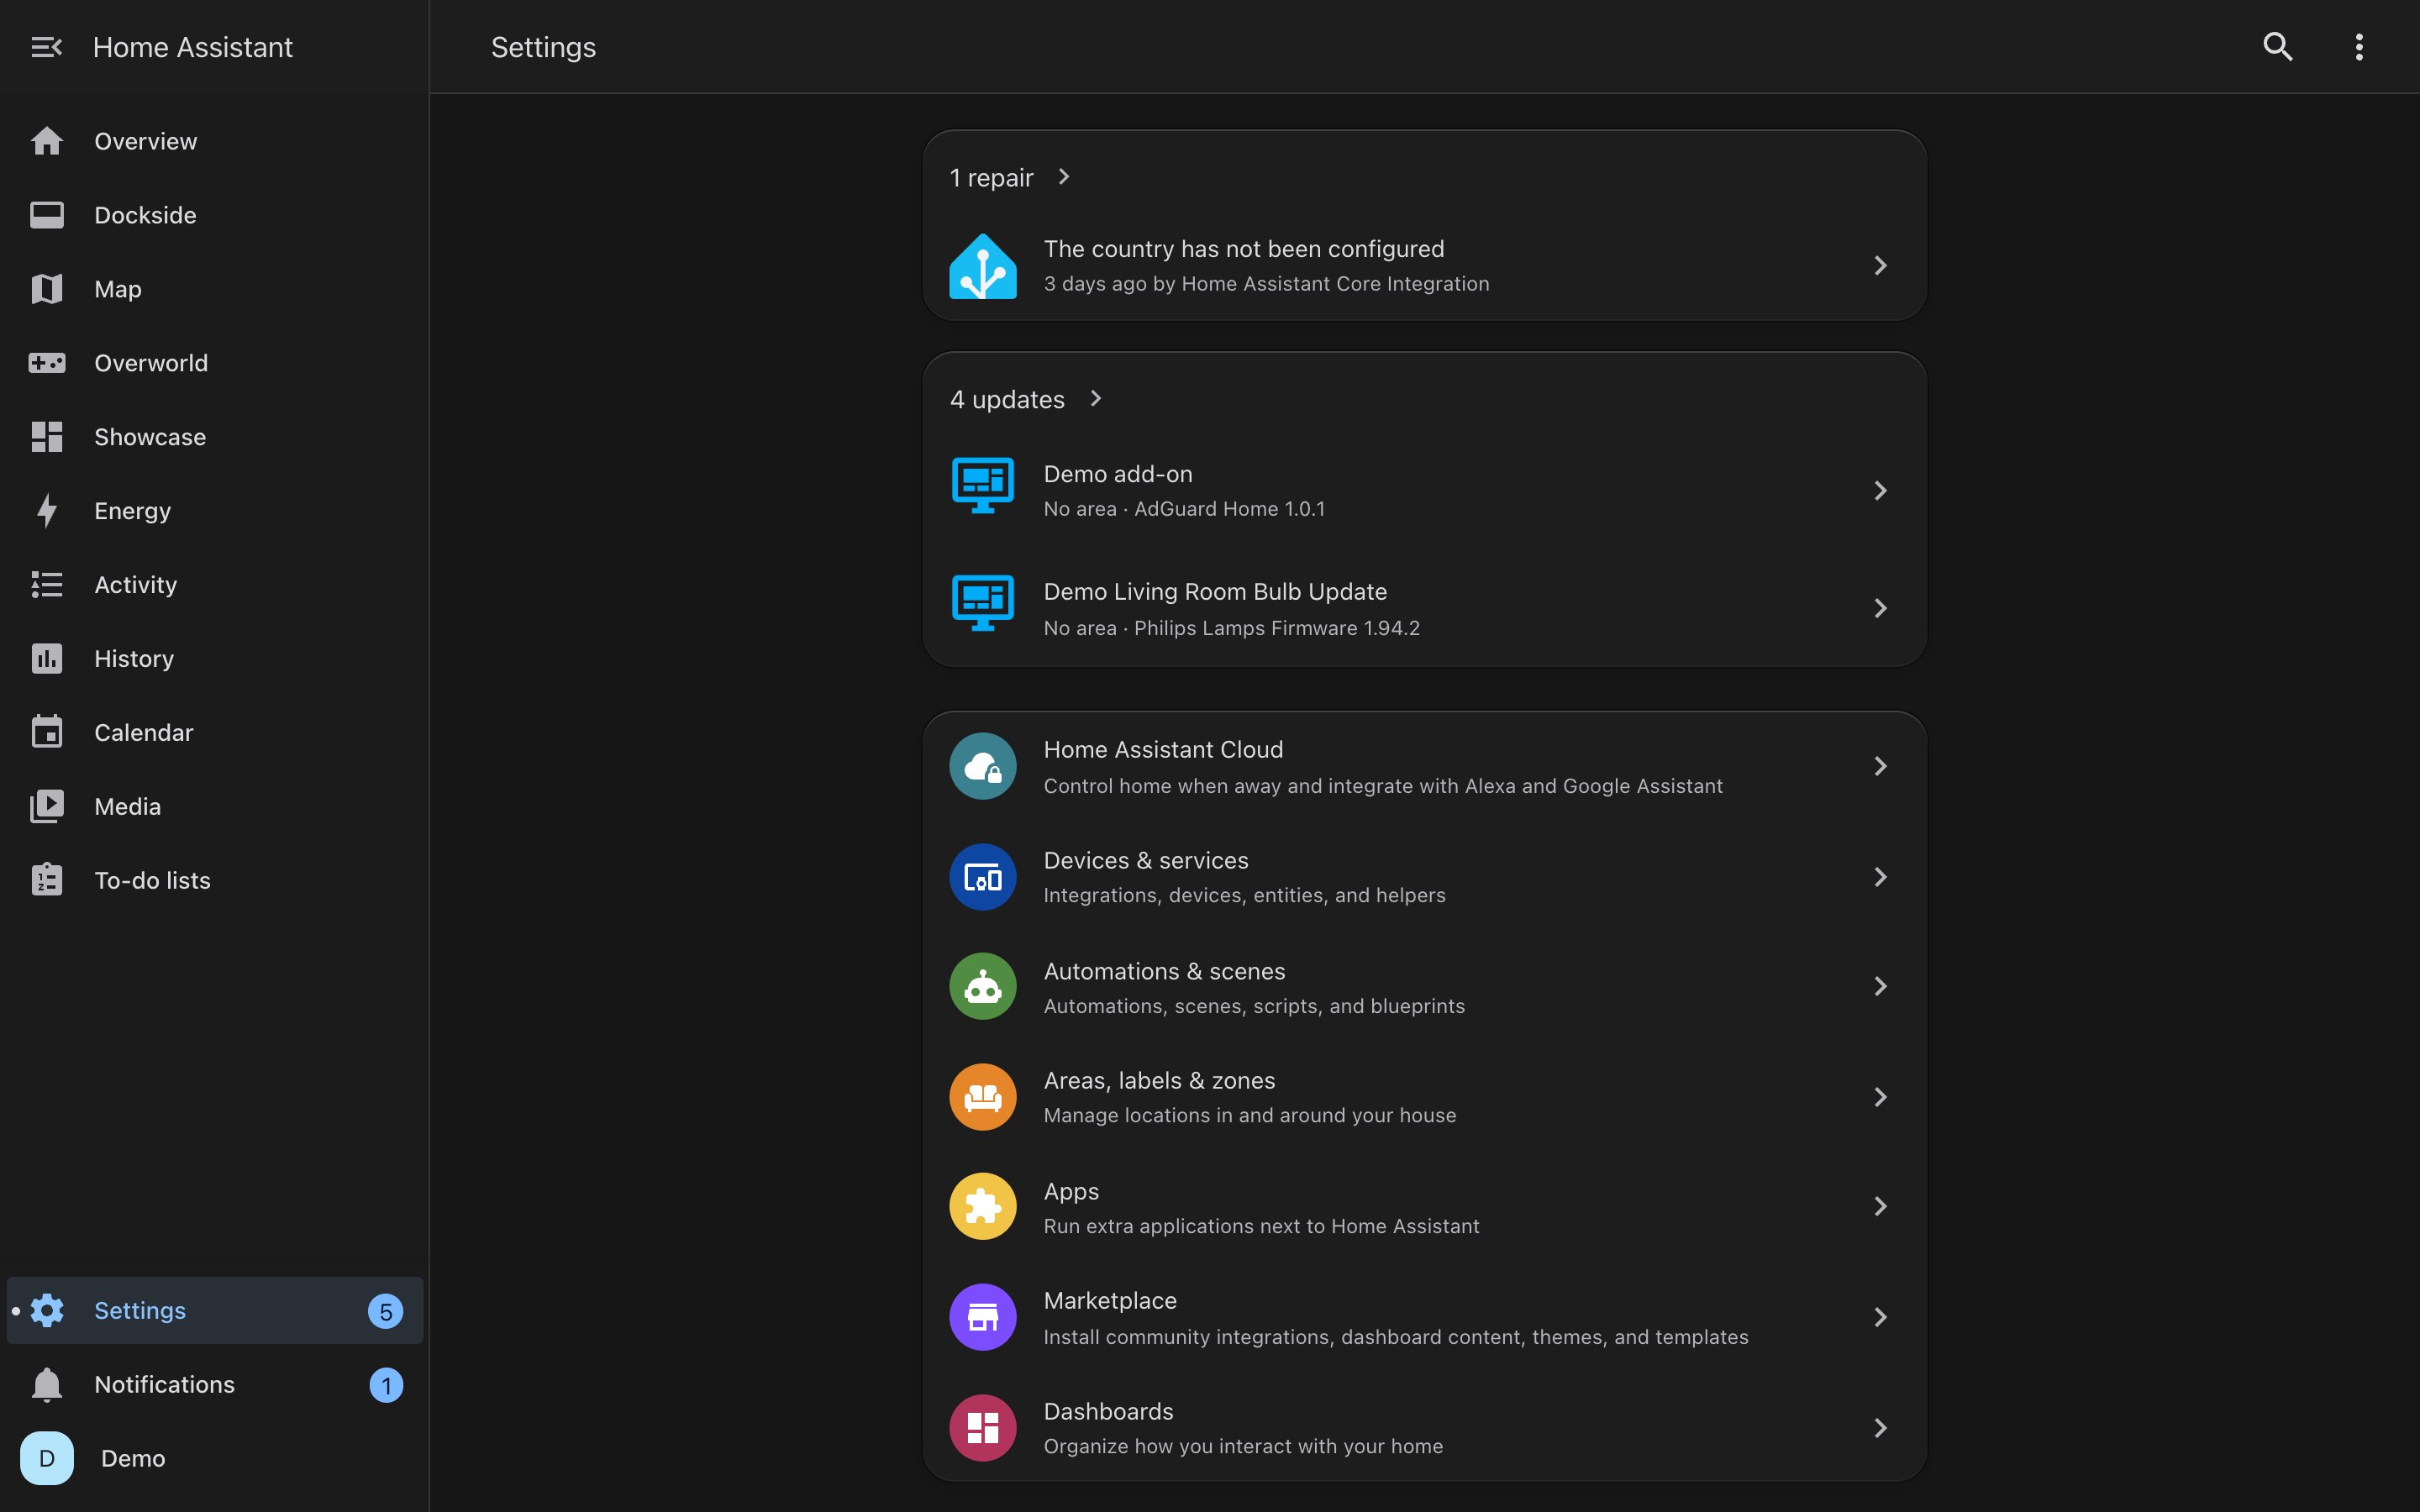 Home Assistant
Overview
Dockside
Map
Overworld
Showcase
Energy
Activity
History
Calendar
Media
To-do lists
Settings 5
Notifications 1
D Demo
Settings
1 repair
The country has not been configured
3 days ago by Home Assistant Core Integration
4 updates
Demo add-on
No area · AdGuard Home 1.0.1
Demo Living Room Bulb Update
No area · Philips Lamps Firmware 1.94.2
Home Assistant Cloud
Control home when away and integrate with Alexa and Google Assistant
Devices & services
Integrations, devices, entities, and helpers
Automations & scenes
Automations, scenes, scripts, and blueprints
Areas, labels & zones
Manage locations in and around your house
Apps
Run extra applications next to Home Assistant
Marketplace
Install community integrations, dashboard content, themes, and templates
Dashboards
Organize how you interact with your home